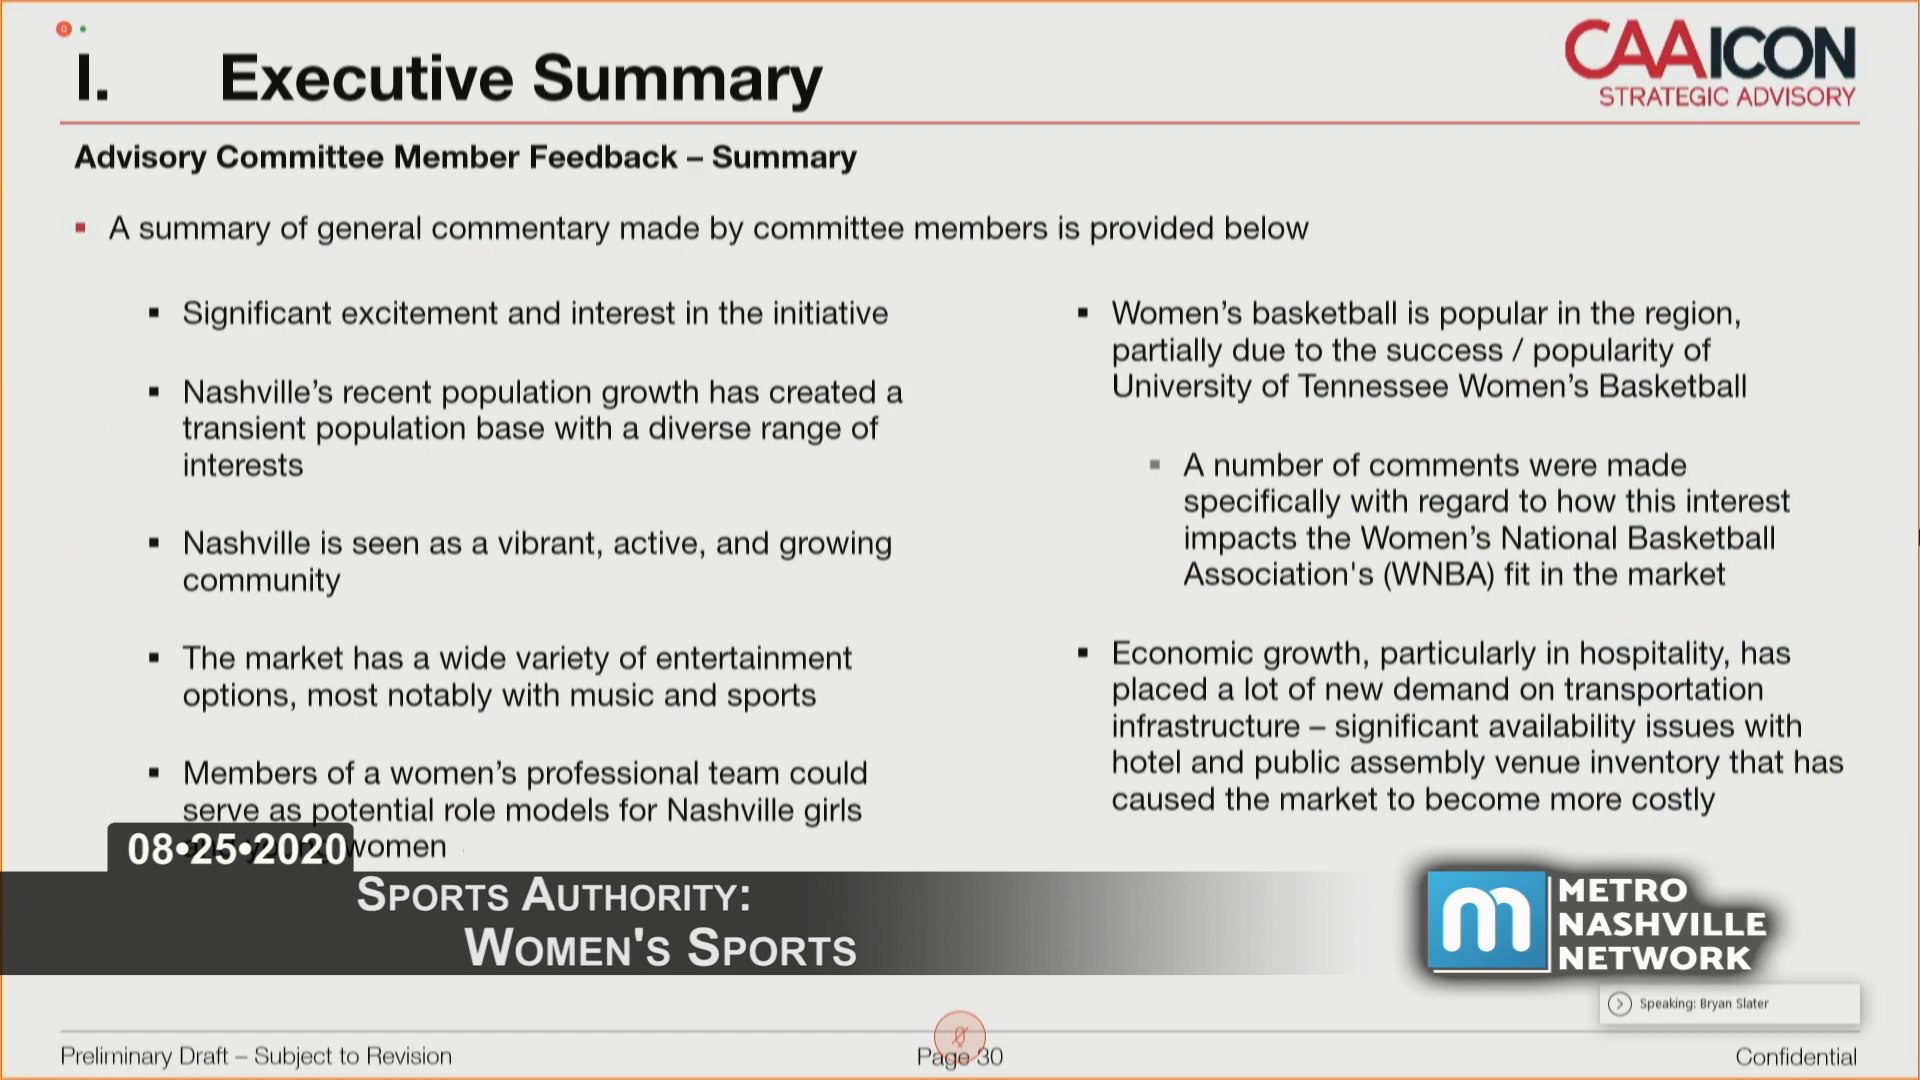 I. Executive Summary
CAAICON
STRATEGIC ADVISORY
Advisory Committee Member Feedback – Summary
A summary of general commentary made by committee members is provided below
Significant excitement and interest in the initiative
Nashville’s recent population growth has created a
transient population base with a diverse range of
interests
Nashville is seen as a vibrant, active, and growing
community
The market has a wide variety of entertainment
options, most notably with music and sports
Members of a women’s professional team could
serve as potential role models for Nashville girls
women
Women’s basketball is popular in the region,
partially due to the success / popularity of
University of Tennessee Women’s Basketball
A number of comments were made
specifically with regard to how this interest
impacts the Women’s National Basketball
Association's (WNBA) fit in the market
Economic growth, particularly in hospitality, has
placed a lot of new demand on transportation
infrastructure – significant availability issues with
hotel and public assembly venue inventory that has
caused the market to become more costly
08•25•2020
SPORTS AUTHORITY:
WOMEN'S SPORTS
m METRO
NASHVILLE
NETWORK
Speaking: Bryan Slater
Preliminary Draft – Subject to Revision
Page 30
Confidential